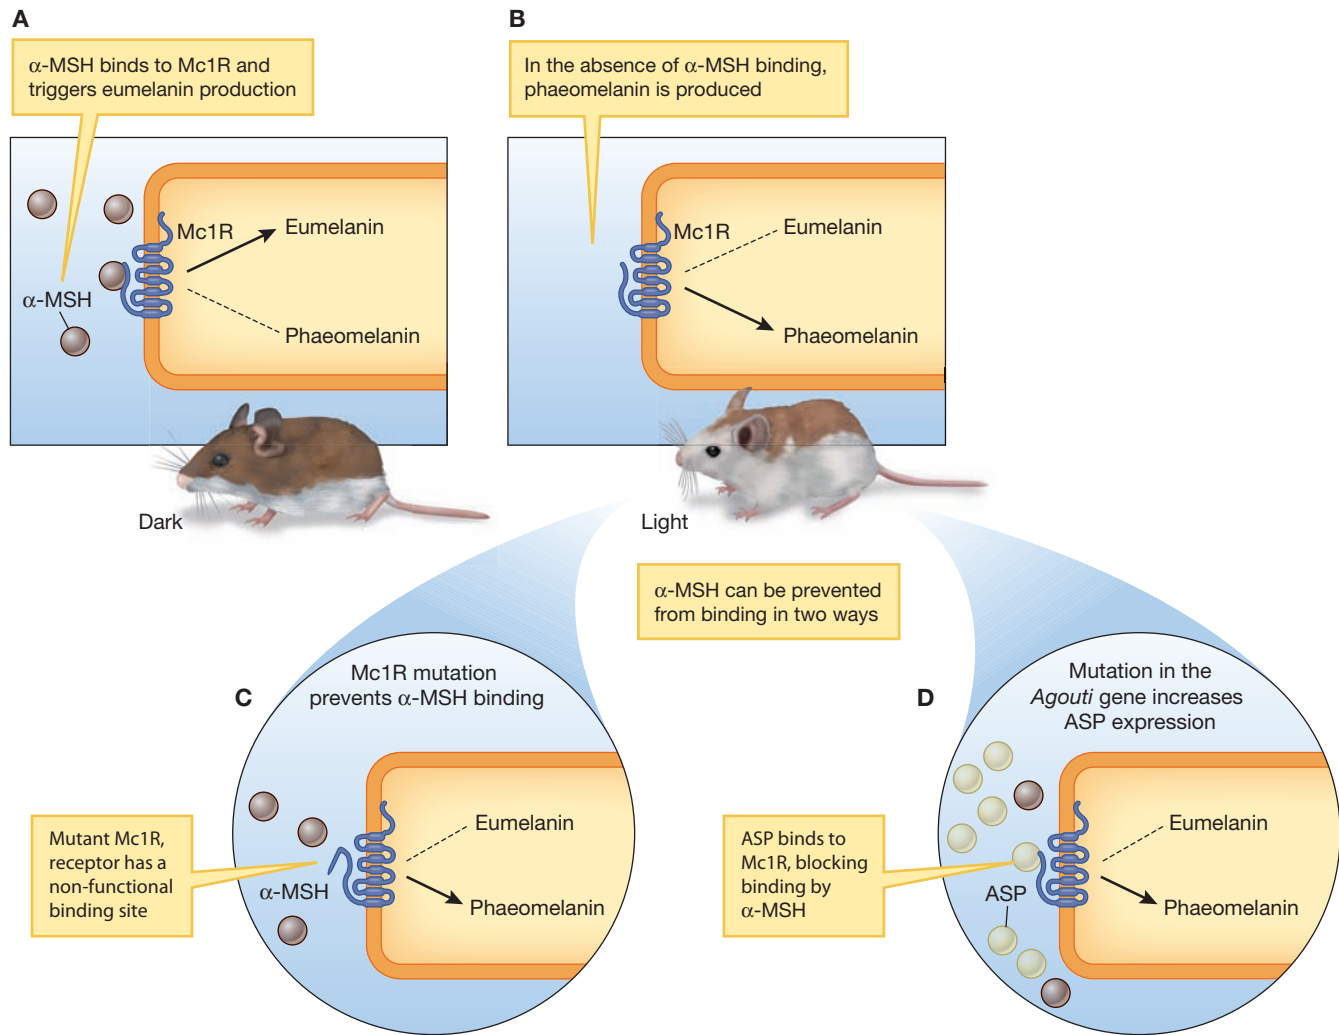 A
α-MSH binds to Mc1R and
triggers eumelanin production
Mc1R
Eumelanin
α-MSH
Phaeomelanin
Dark
B
In the absence of α-MSH binding,
phaeomelanin is produced
Mc1R
Eumelanin
Phaeomelanin
Light
α-MSH can be prevented
from binding in two ways
C
Mc1R mutation
prevents α-MSH binding
Mutant Mc1R,
receptor has a
non-functional
binding site
α-MSH
Eumelanin
Phaeomelanin
D
Mutation in the
Agouti gene increases
ASP expression
ASP binds to
Mc1R, blocking
binding by
α-MSH
ASP
Eumelanin
Phaeomelanin